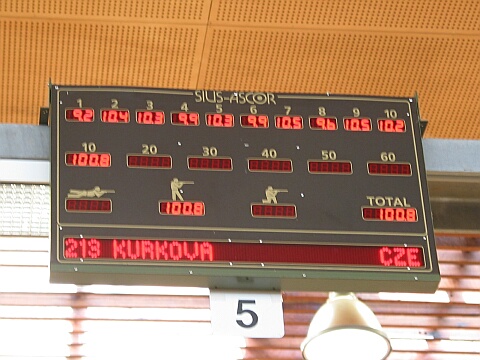 SIUS-ASCOR
1 2 3 4 5 6 7 8 9 10
9.2 10.4 10.3 9.9 10.3 9.9 10.5 9.6 10.5 10.2
10 20 30 40 50 60
100.8
TOTAL
100.8 100.8
213 KURKOVA CZE
5